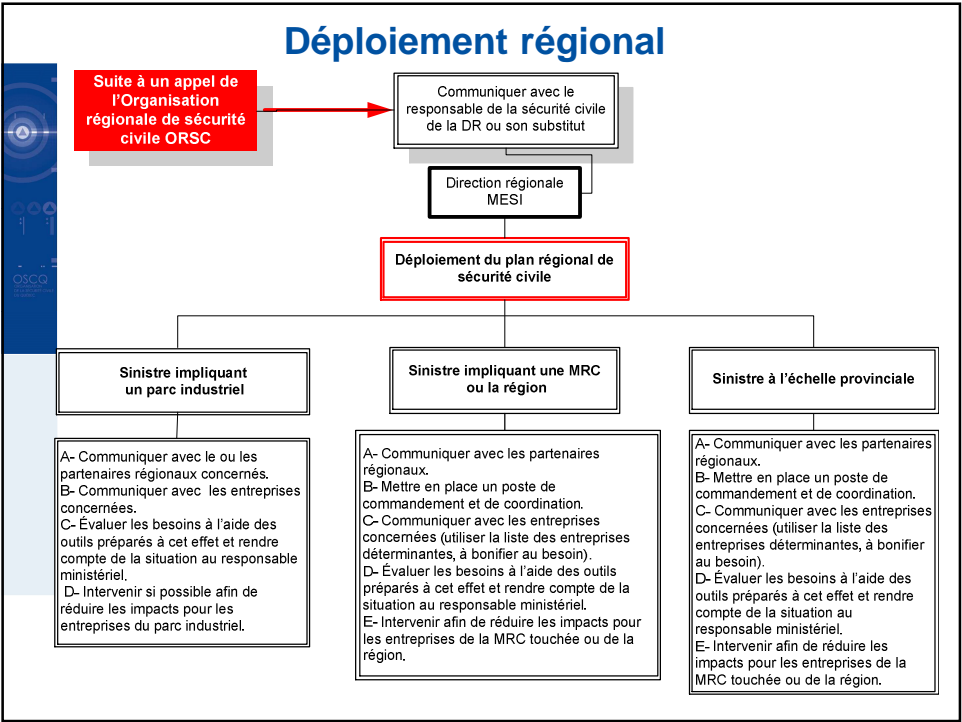 Déploiement régional
Suite à un appel de
l'Organisation
régionale de sécurité
civile ORSC
Communiquer avec le
responsable de la sécurité civile
de la DR ou son substitut
Direction régionale
MESI
Déploiement du plan régional de
sécurité civile
OSCQ
Sinistre impliquant
un parc industriel
Sinistre impliquant une MRC
ou la région
Sinistre à l'échelle provinciale
A- Communiquer avec le ou les
partenaires régionaux concernés.
B- Communiquer avec les entreprises
concernées.
C- Évaluer les besoins à l'aide des
outils préparés à cet effet et rendre
compte de la situation au responsable
ministériel.
D- Intervenir si possible afin de
réduire les impacts pour les
entreprises du parc industriel.
A- Communiquer avec les partenaires
régionaux.
B- Mettre en place un poste de
commandement et de coordination.
C- Communiquer avec les entreprises
concernées (utiliser la liste des entreprises
déterminantes, à bonifier au besoin).
D- Évaluer les besoins à l'aide des outils
préparés à cet effet et rendre compte de la
situation au responsable ministériel.
E- Intervenir afin de réduire les impacts pour
les entreprises de la MRC touchée ou de la
région.
A- Communiquer avec les partenaires
régionaux.
B- Mettre en place un poste de
commandement et de coordination.
C- Communiquer avec les entreprises
concernées (utiliser la liste des
entreprises déterminantes, à bonifier
au besoin).
D- Évaluer les besoins à l'aide des
outils préparés à cet effet et rendre
compte de la situation au
responsable ministériel.
E- Intervenir afin de réduire les
impacts pour les entreprises de la
MRC touchée ou de la région.